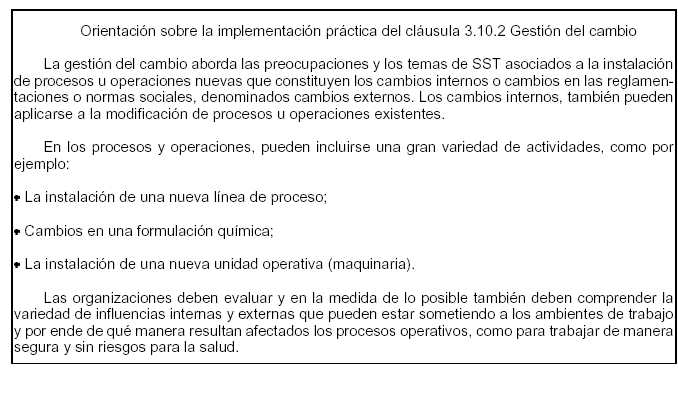 Orientación sobre la implementación práctica del cláusula 3.10.2 Gestión del cambio
La gestión del cambio aborda las preocupaciones y los temas de SST asociados a la instalación
de procesos u operaciones nuevas que constituyen los cambios internos o cambios en las reglamen-
taciones o normas sociales, denominados cambios externos. Los cambios internos, también pueden
aplicarse a la modificación de procesos u operaciones existentes.
En los procesos y operaciones, pueden incluirse una gran variedad de actividades, como por
ejemplo:
• La instalación de una nueva línea de proceso;
• Cambios en una formulación química;
• La instalación de una nueva unidad operativa (maquinaria).
Las organizaciones deben evaluar y en la medida de lo posible también deben comprender la
variedad de influencias internas y externas que pueden estar sometiendo a los ambientes de trabajo
y por ende de qué manera resultan afectados los procesos operativos, como para trabajar de manera
segura y sin riesgos para la salud.